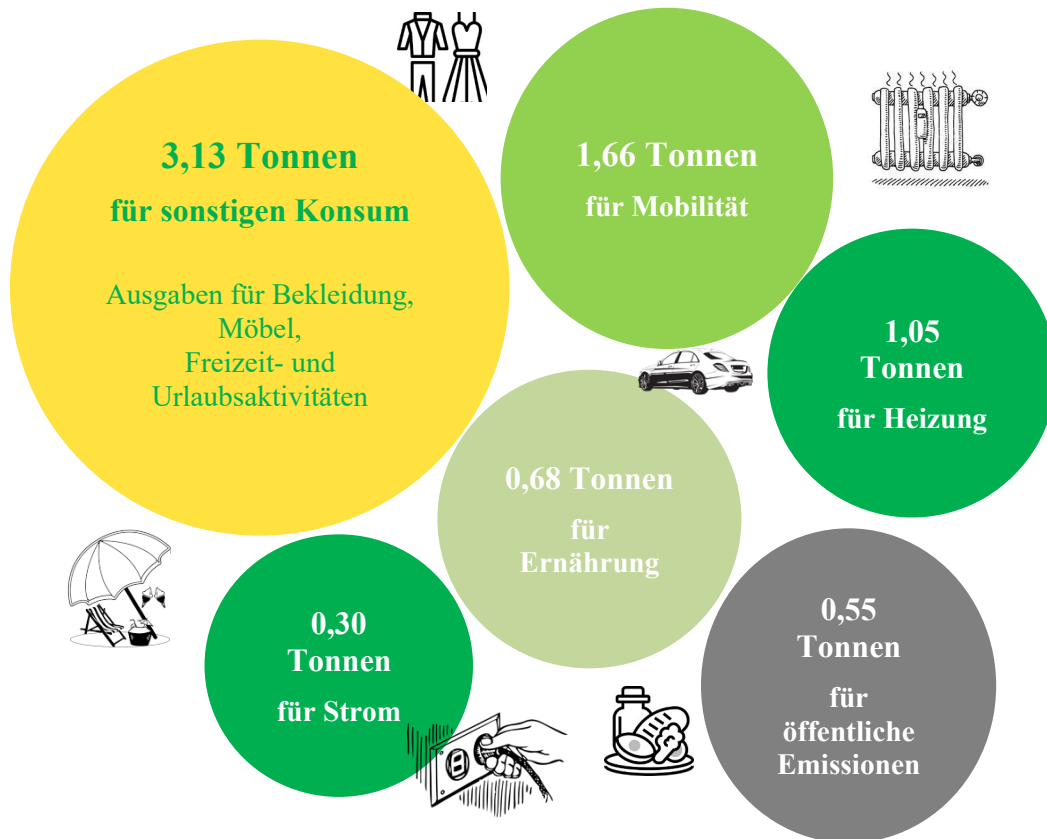 3,13 Tonnen
für sonstigen Konsum
Ausgaben für Bekleidung,
Möbel,
Freizeit- und
Urlaubsaktivitäten
1,66 Tonnen
für Mobilität
1,05
Tonnen
für Heizung
0,68 Tonnen
für
Ernährung
0,30
Tonnen
für Strom
0,55
Tonnen
für
öffentliche
Emissionen